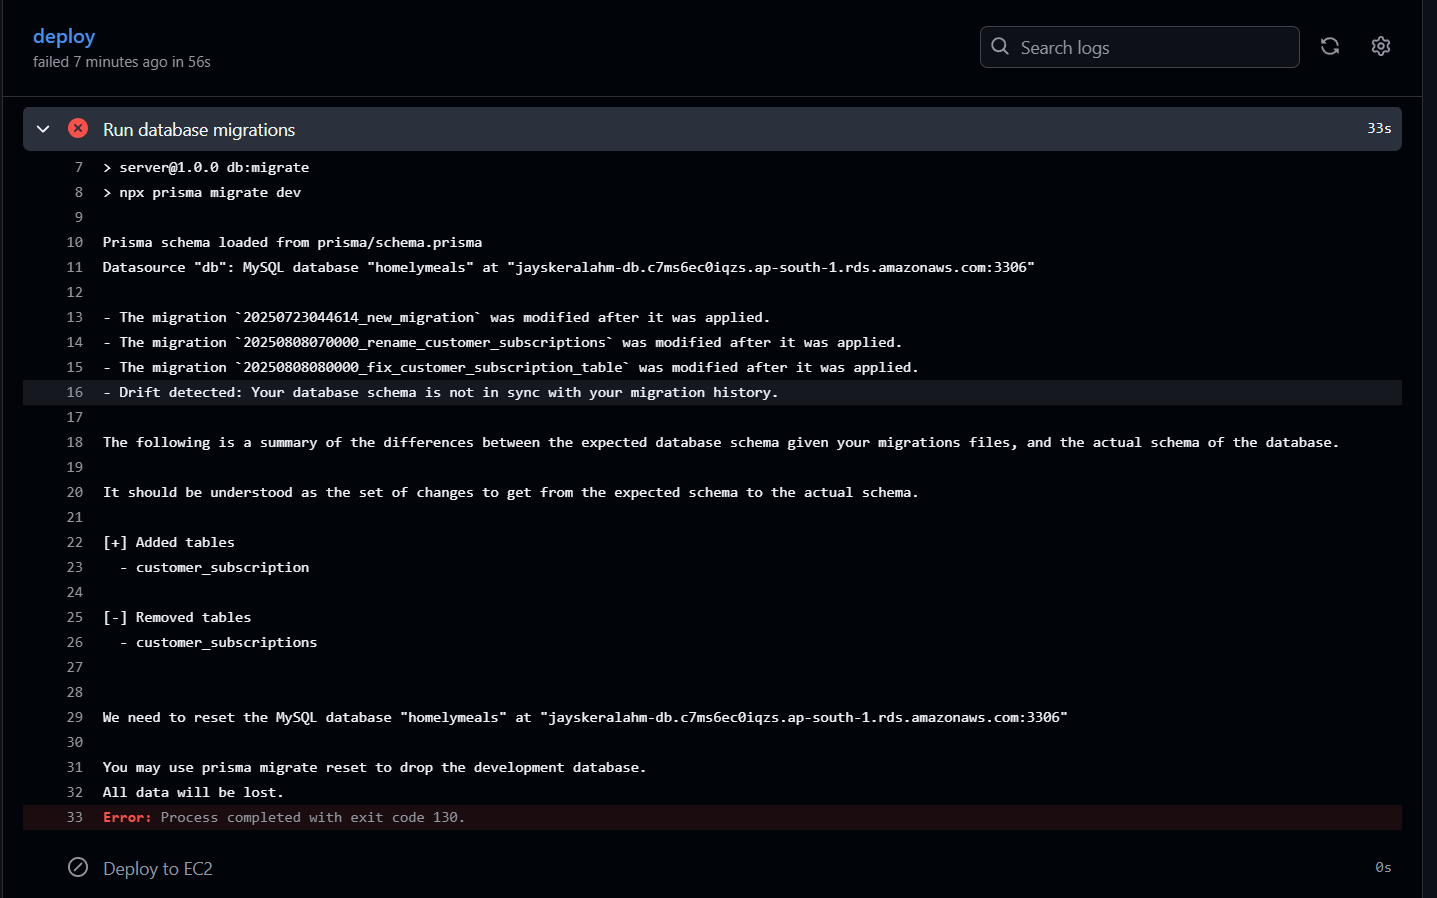 deploy
failed 7 minutes ago in 56s
Search logs
Run database migrations 33s
7 > server@1.0.0 db:migrate
8 > npx prisma migrate dev
9
10 Prisma schema loaded from prisma/schema.prisma
11 Datasource "db": MySQL database "homelymeals" at "jayskeralahm-db.c7ms6ec0iqzs.ap-south-1.rds.amazonaws.com:3306"
12
13 - The migration `20250723044614_new_migration` was modified after it was applied.
14 - The migration `20250808070000_rename_customer_subscriptions` was modified after it was applied.
15 - The migration `20250808080000_fix_customer_subscription_table` was modified after it was applied.
16 - Drift detected: Your database schema is not in sync with your migration history.
17
18 The following is a summary of the differences between the expected database schema given your migrations files, and the actual schema of the database.
19
20 It should be understood as the set of changes to get from the expected schema to the actual schema.
21
22 [+] Added tables
23 - customer_subscription
24
25 [-] Removed tables
26 - customer_subscriptions
27
28
29 We need to reset the MySQL database "homelymeals" at "jayskeralahm-db.c7ms6ec0iqzs.ap-south-1.rds.amazonaws.com:3306"
30
31 You may use prisma migrate reset to drop the development database.
32 All data will be lost.
33 Error: Process completed with exit code 130.
Deploy to EC2 0s